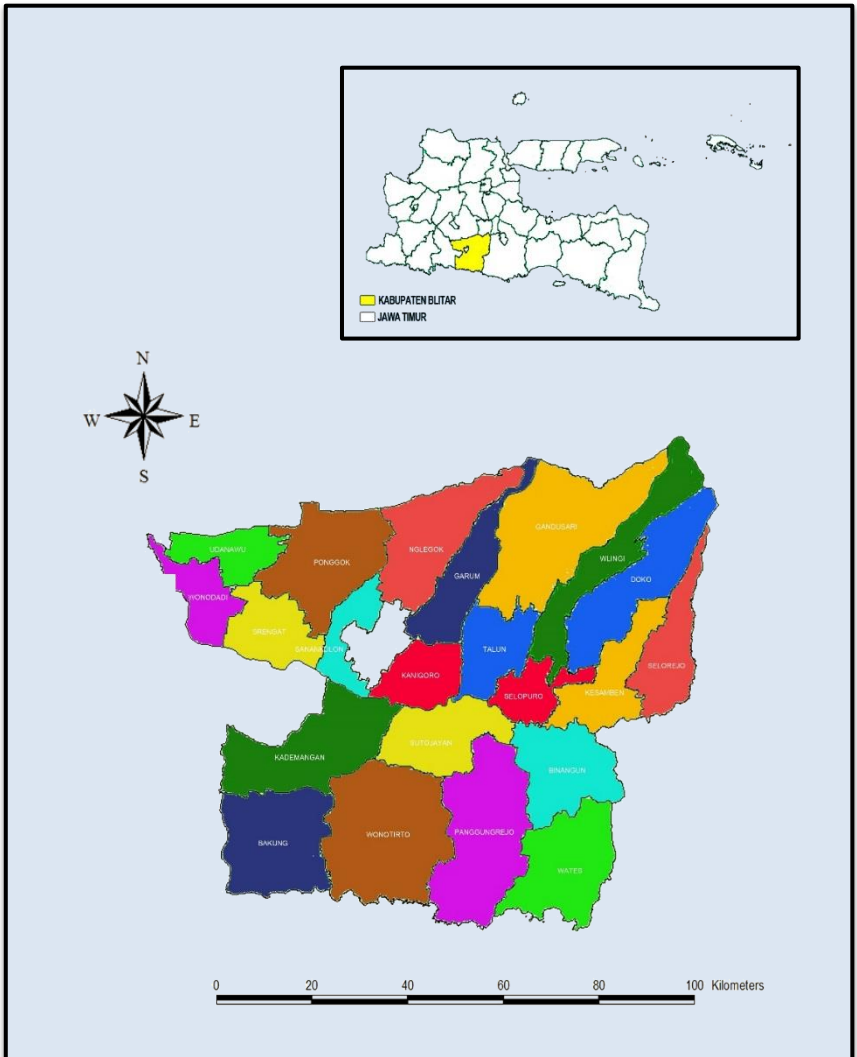 KABUPATEN BLITAR
JAWA TIMUR
N
W E
S
GANDUSARI
NGLEGOK
UDANAWU
PONGGOK
WLINGI
GARUM
DOKO
WONODADI
SRENGAT
SANANKULON
TALUN
KANIGORO
SELOREJO
SELOPURO
KESAMBEN
SUTOJAYAN
KADEMANGAN
BINANGUN
PANGGUNGREJO
WONOTIRTO
BAKUNG
WATES
0 20 40 60 80 100 Kilometers